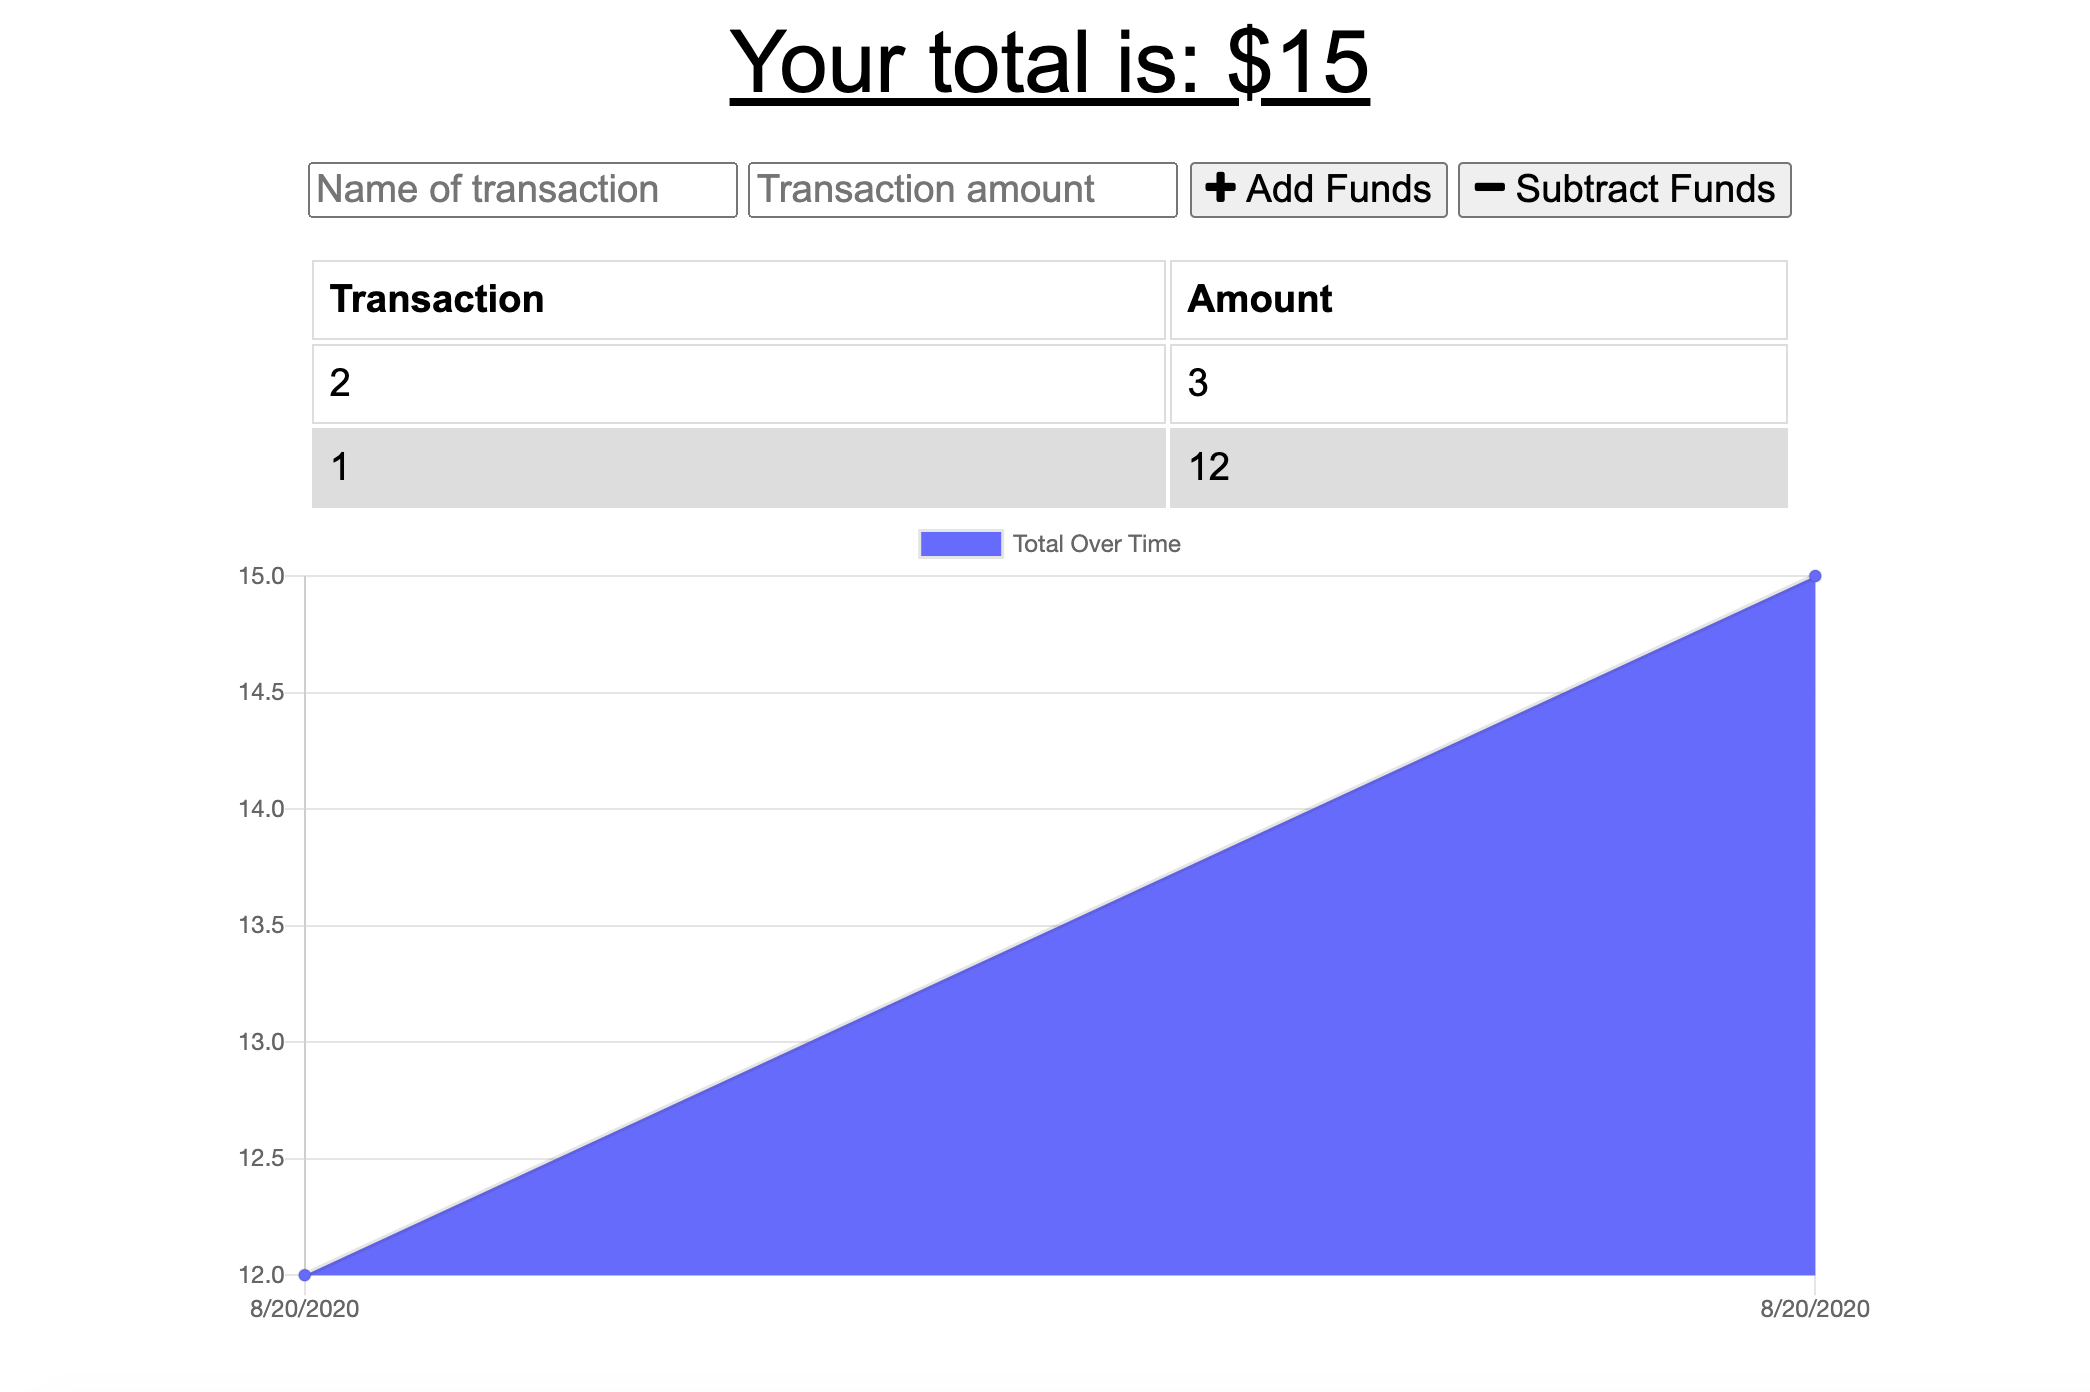 Your total is: $15
Name of transaction Transaction amount Add Funds Subtract Funds
Transaction Amount
2 3
1 12
Total Over Time
15.0
14.5
14.0
13.5
13.0
12.5
12.0
8/20/2020 8/20/2020